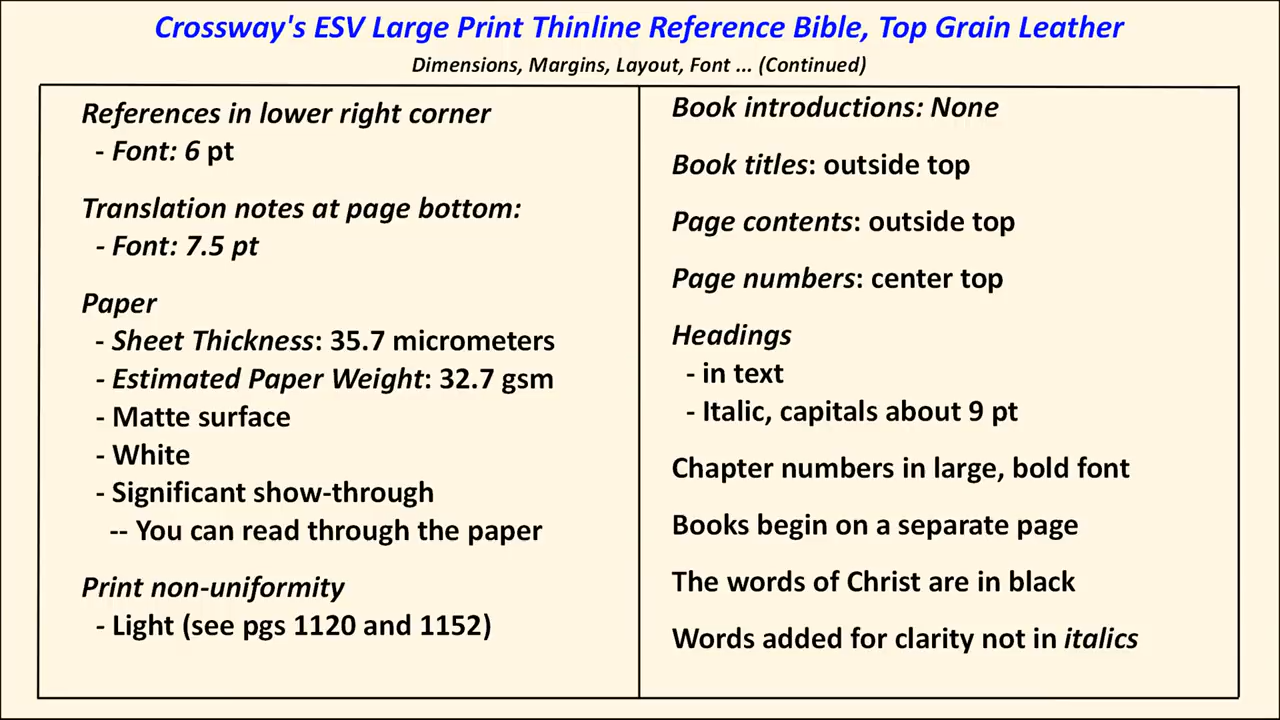 Crossway's ESV Large Print Thinline Reference Bible, Top Grain Leather
Dimensions, Margins, Layout, Font ... (Continued)
References in lower right corner
- Font: 6 pt
Translation notes at page bottom:
- Font: 7.5 pt
Paper
- Sheet Thickness: 35.7 micrometers
- Estimated Paper Weight: 32.7 gsm
- Matte surface
- White
- Significant show-through
-- You can read through the paper
Print non-uniformity
- Light (see pgs 1120 and 1152)
Book introductions: None
Book titles: outside top
Page contents: outside top
Page numbers: center top
Headings
- in text
- Italic, capitals about 9 pt
Chapter numbers in large, bold font
Books begin on a separate page
The words of Christ are in black
Words added for clarity not in italics